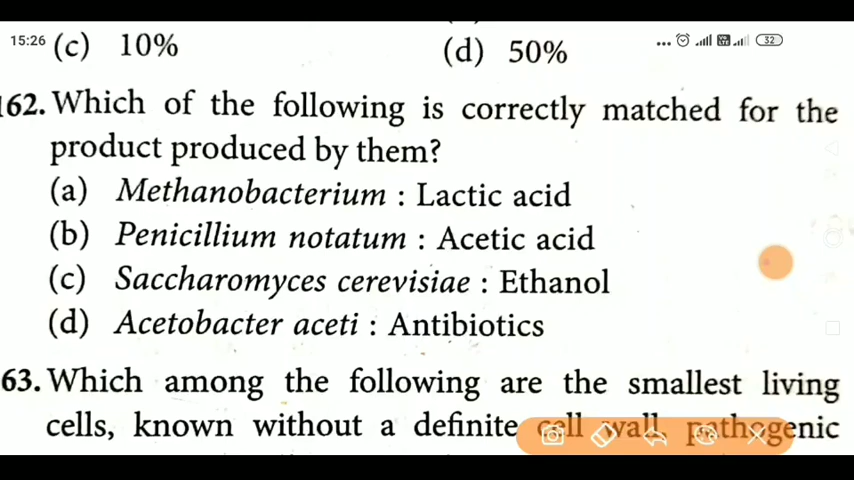 15:26
32
(c) 10% (d) 50%
162. Which of the following is correctly matched for the
product produced by them?
(a) Methanobacterium : Lactic acid
(b) Penicillium notatum : Acetic acid
(c) Saccharomyces cerevisiae : Ethanol
(d) Acetobacter aceti : Antibiotics
63. Which among the following are the smallest living
cells, known without a definite cell wall, pathogenic